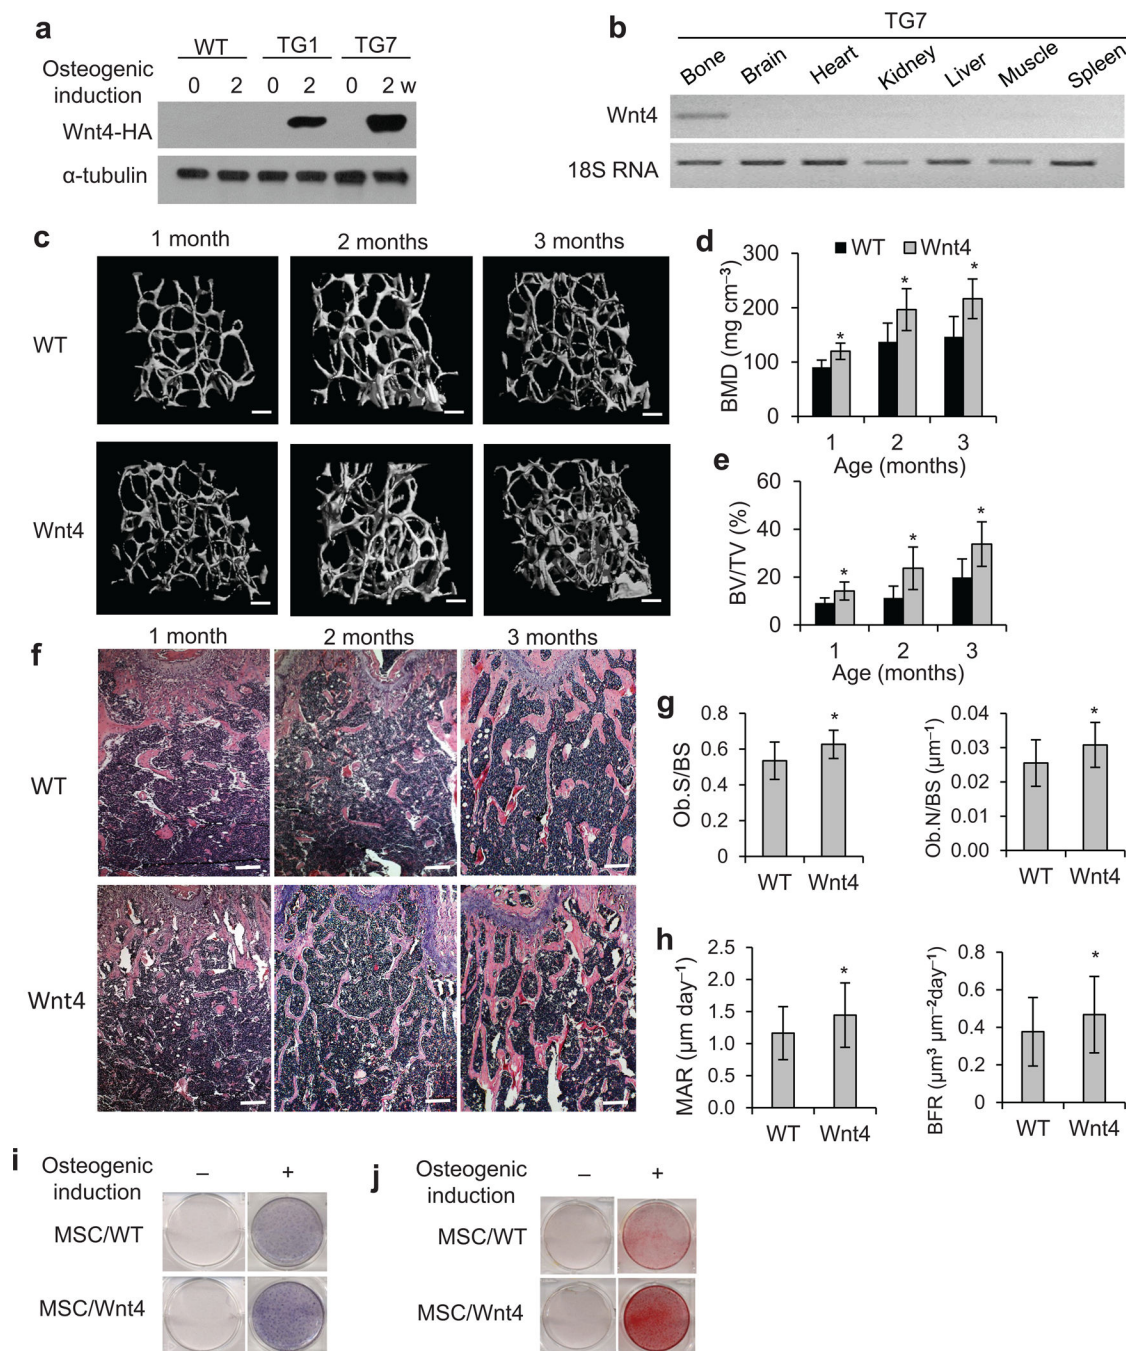 a
WT TG1 TG7
Osteogenic
induction
0 2 0 2 0 2 w
Wnt4-HA
α-tubulin
b
TG7
Bone Brain Heart Kidney Liver Muscle Spleen
Wnt4
18S RNA
c
1 month 2 months 3 months
WT
Wnt4
d
WT Wnt4
BMD (mg cm⁻³)
300
200
100
0
* * *
1 2 3
Age (months)
e
BV/TV (%)
60
40
20
0
* * *
1 2 3
Age (months)
f
1 month 2 months 3 months
WT
Wnt4
g
Ob.S/BS
0.8
0.6
0.4
0.2
0
*
WT Wnt4
Ob.N/BS (μm⁻¹)
0.04
0.03
0.02
0.01
0.00
*
WT Wnt4
h
MAR (μm day⁻¹)
2.5
2.0
1.5
1.0
0.5
0.0
*
WT Wnt4
BFR (μm³ μm⁻²day⁻¹)
0.8
0.6
0.4
0.2
0
*
WT Wnt4
i
Osteogenic
induction
– +
MSC/WT
MSC/Wnt4
j
Osteogenic
induction
– +
MSC/WT
MSC/Wnt4